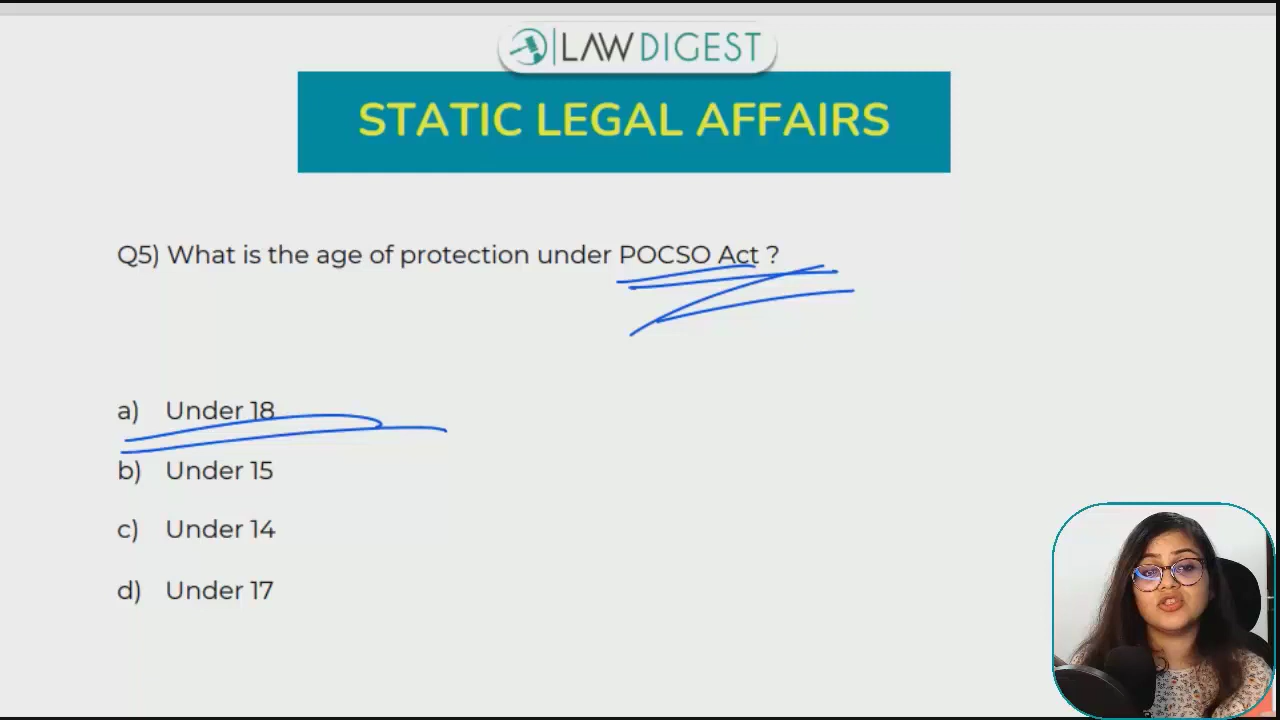 LAW DIGEST
STATIC LEGAL AFFAIRS
Q5) What is the age of protection under POCSO Act ?
a) Under 18
b) Under 15
c) Under 14
d) Under 17